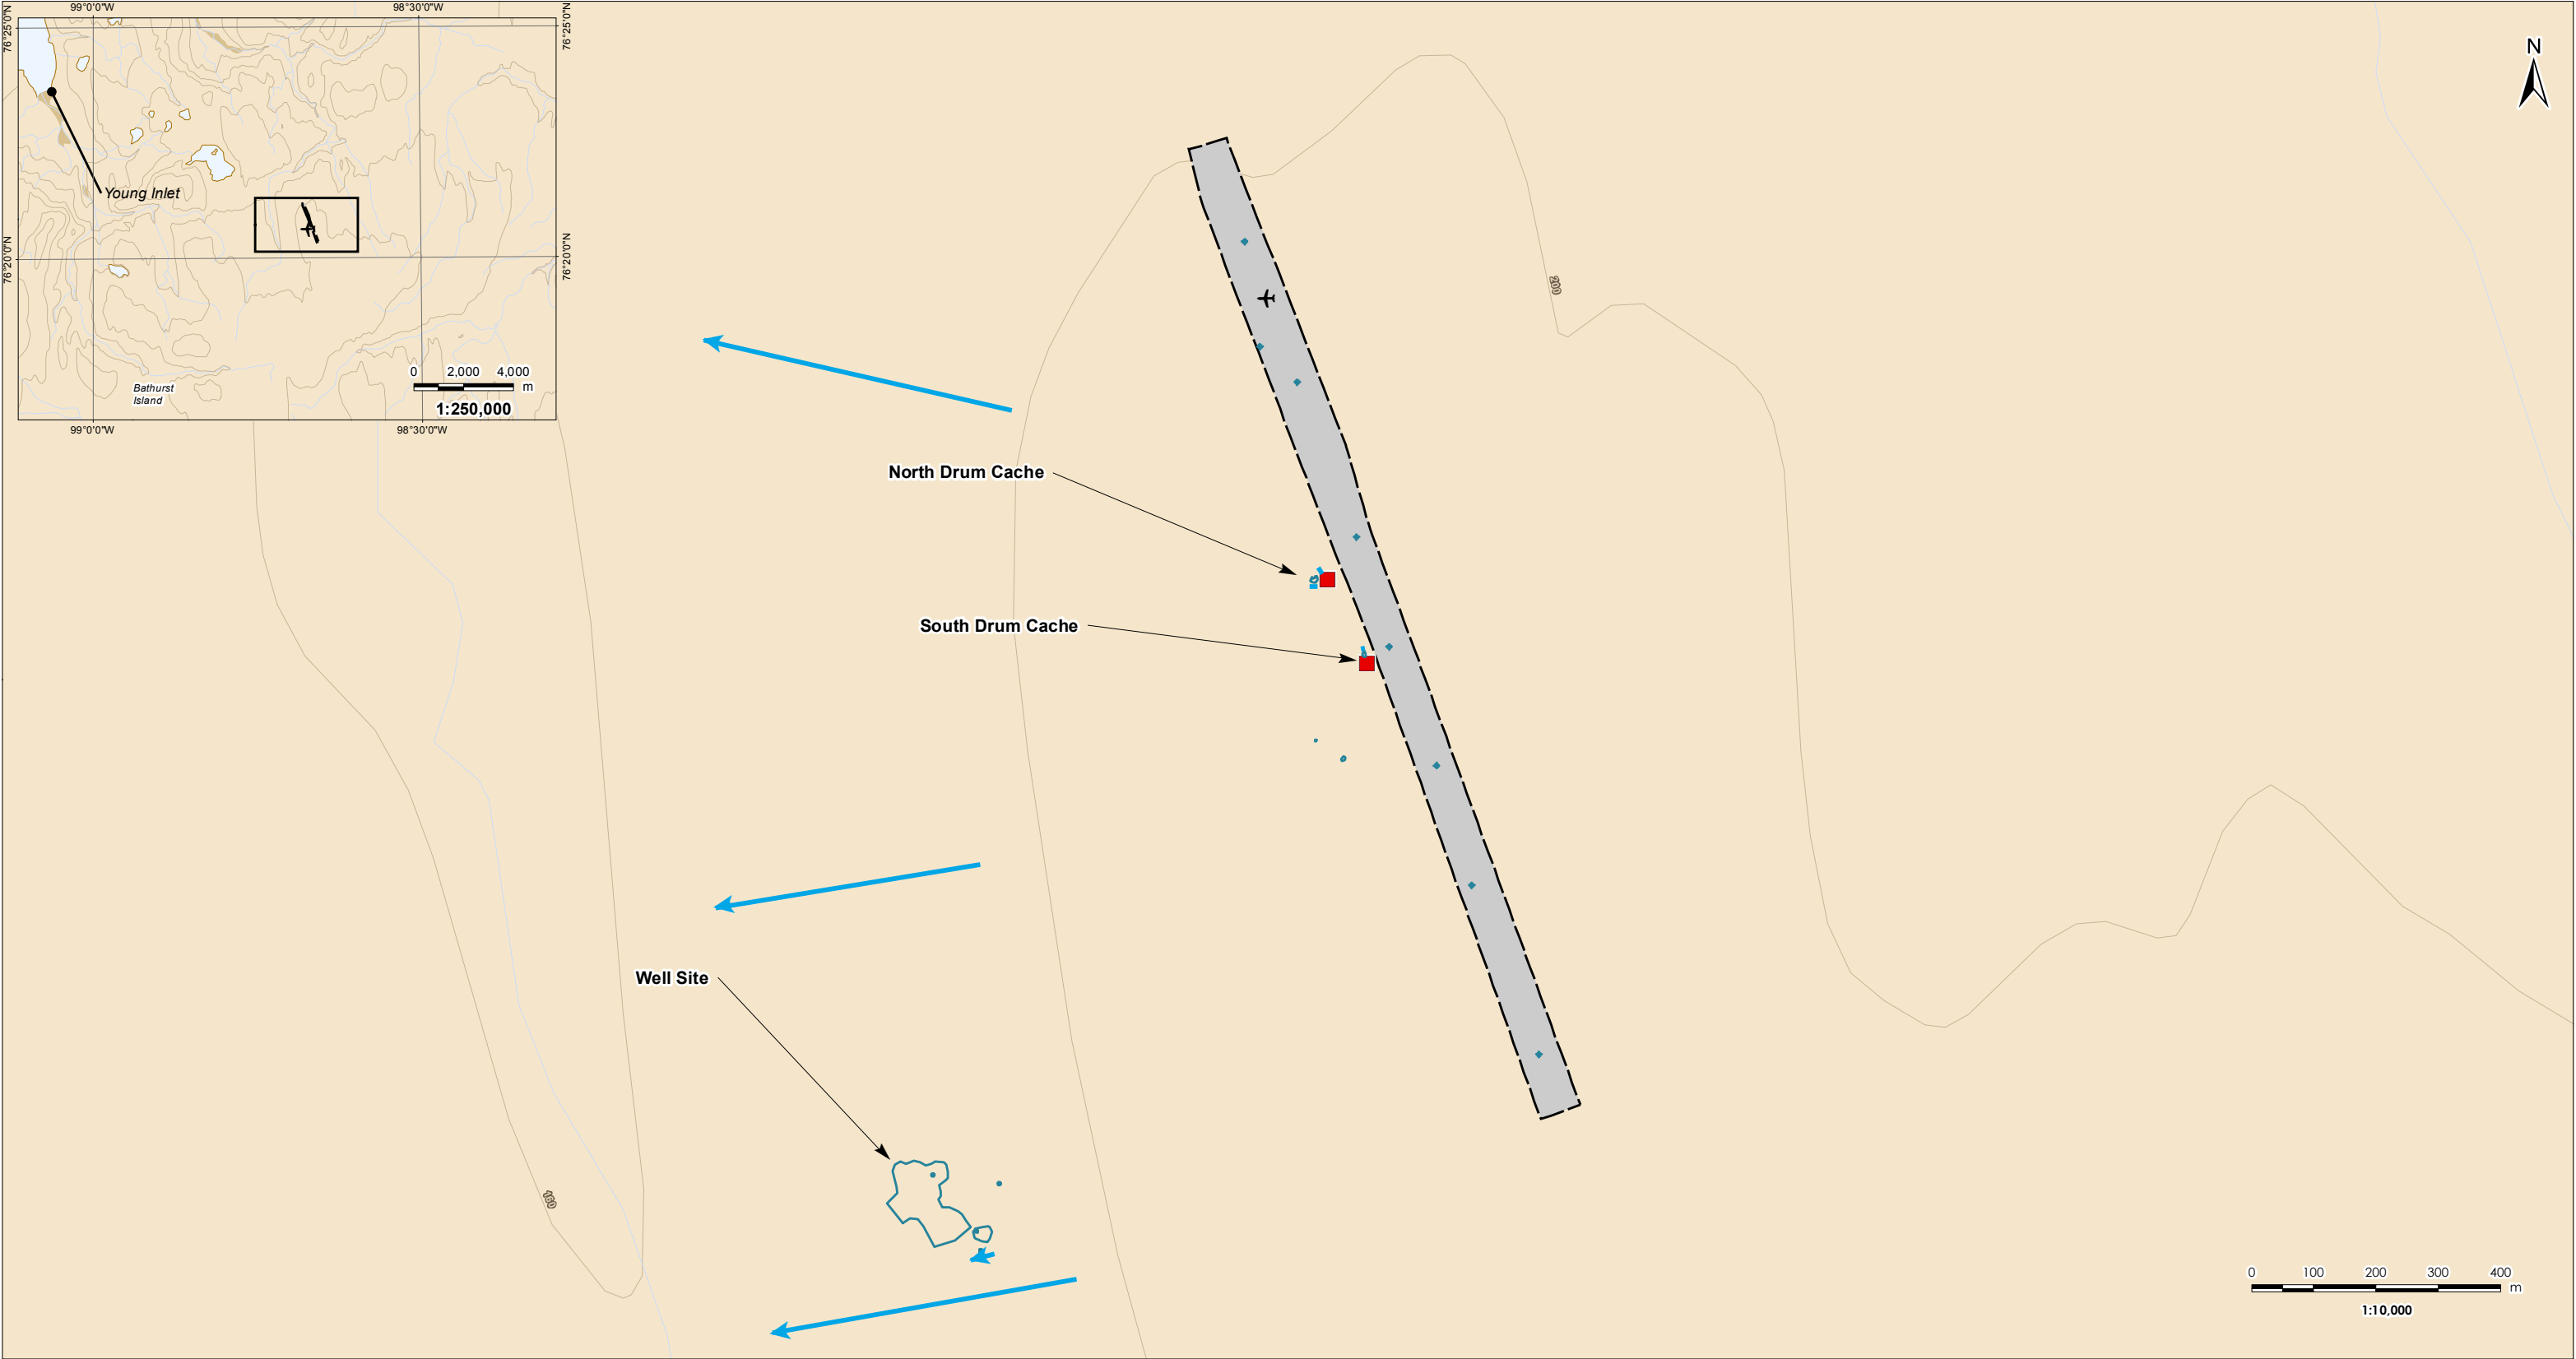 99°0'0"W
98°30'0"W
76°25'0"N
76°25'0"N
Young Inlet
76°20'0"N
76°20'0"N
Bathurst
Island
0 2,000 4,000
m
1:250,000
99°0'0"W
98°30'0"W
N
200
North Drum Cache
South Drum Cache
Well Site
160
0 100 200 300 400
m
1:10,000